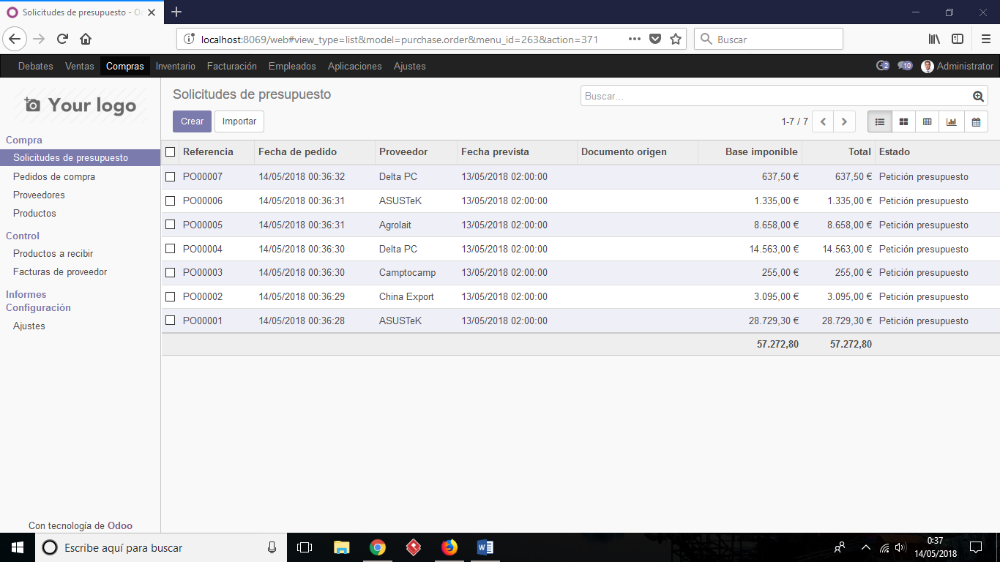 Solicitudes de presupuesto - Od
localhost:8069/web#view_type=list&model=purchase.order&menu_id=263&action=371
Buscar
Debates Ventas Compras Inventario Facturación Empleados Aplicaciones Ajustes 2 10 Administrator
Your logo
Solicitudes de presupuesto
Buscar...
Crear Importar
1-7 / 7
Compra
Solicitudes de presupuesto
Pedidos de compra
Proveedores
Productos
Control
Productos a recibir
Facturas de proveedor
Informes
Configuración
Ajustes
Con tecnología de Odoo
Referencia Fecha de pedido Proveedor Fecha prevista Documento origen Base imponible Total Estado
PO00007 14/05/2018 00:36:32 Delta PC 13/05/2018 02:00:00 637,50 € 637,50 € Petición presupuesto
PO00006 14/05/2018 00:36:31 ASUSTeK 13/05/2018 02:00:00 1.335,00 € 1.335,00 € Petición presupuesto
PO00005 14/05/2018 00:36:31 Agrolait 13/05/2018 02:00:00 8.658,00 € 8.658,00 € Petición presupuesto
PO00004 14/05/2018 00:36:30 Delta PC 13/05/2018 02:00:00 14.563,00 € 14.563,00 € Petición presupuesto
PO00003 14/05/2018 00:36:30 Camptocamp 13/05/2018 02:00:00 255,00 € 255,00 € Petición presupuesto
PO00002 14/05/2018 00:36:29 China Export 13/05/2018 02:00:00 3.095,00 € 3.095,00 € Petición presupuesto
PO00001 14/05/2018 00:36:28 ASUSTeK 13/05/2018 02:00:00 28.729,30 € 28.729,30 € Petición presupuesto
57.272,80 57.272,80
Escribe aquí para buscar
0:37
14/05/2018